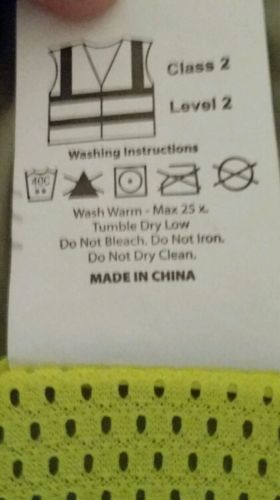 Class 2
Level 2
Washing Instructions
40C
Wash Warm - Max 25 x.
Tumble Dry Low
Do Not Bleach. Do Not Iron.
Do Not Dry Clean.
MADE IN CHINA